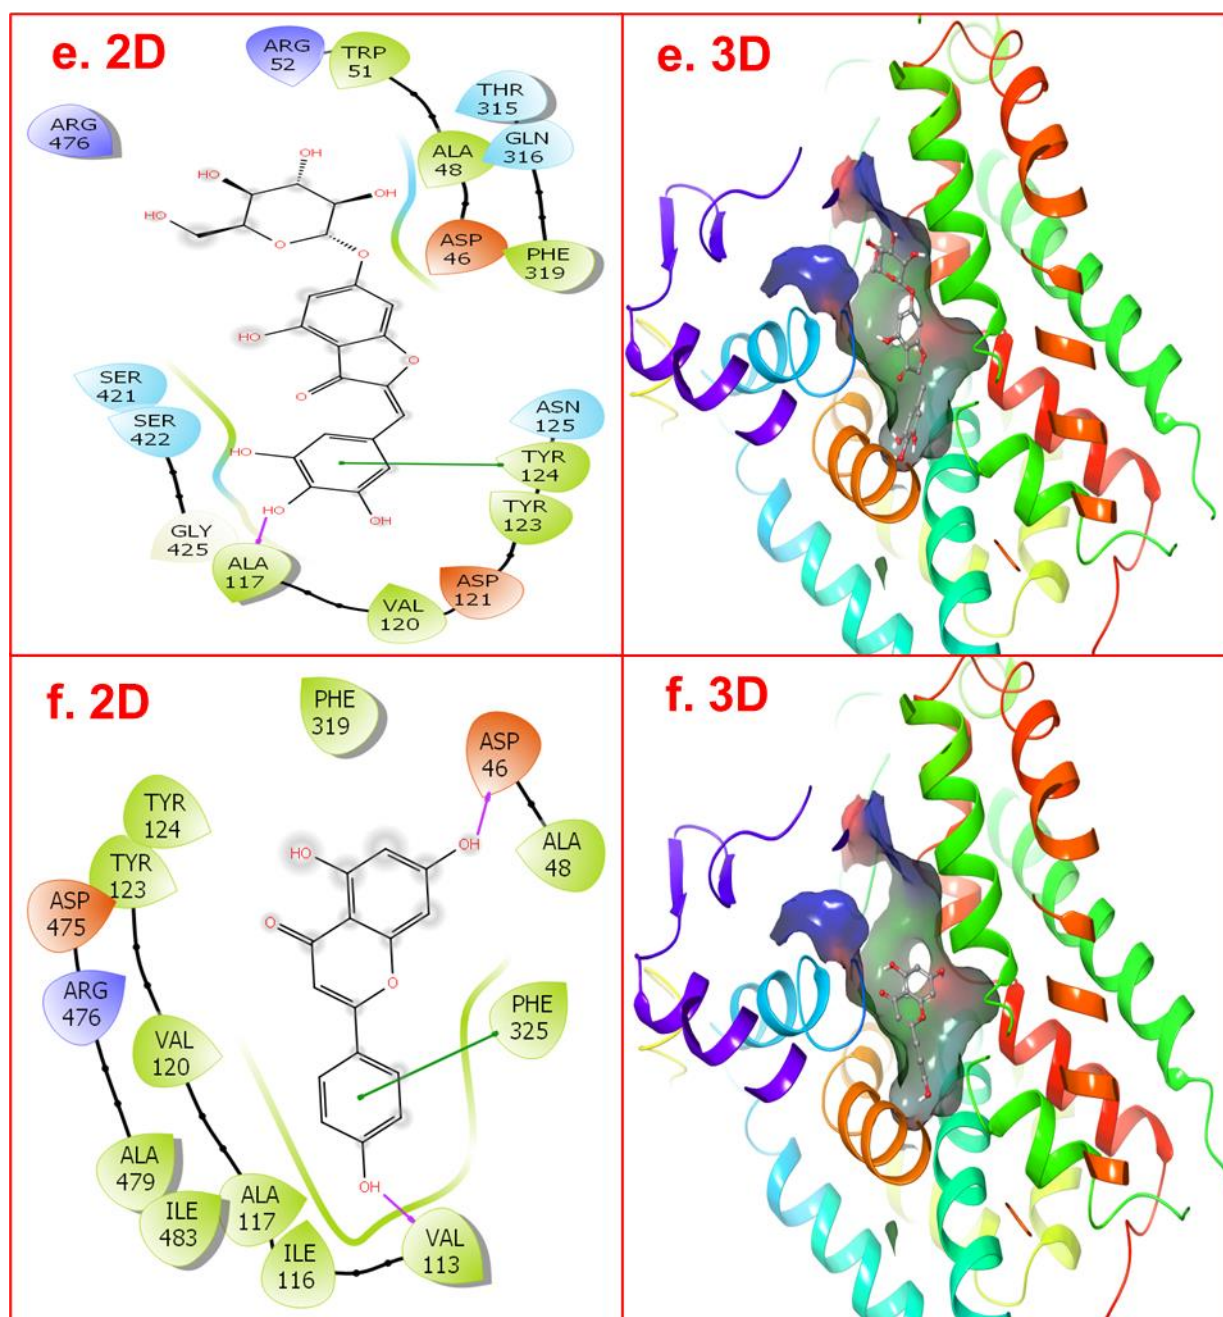 e. 2D
ARG
52
TRP
51
THR
315
GLN
316
ARG
476
ALA
48
ASP
46
PHE
319
OH
HO
OH
HO
O
O
HO
O
O
SER
421
SER
422
ASN
125
TYR
124
TYR
123
HO
HO
OH
GLY
425
ALA
117
VAL
120
ASP
121
e. 3D
f. 2D
PHE
319
ASP
46
ALA
48
TYR
124
TYR
123
ASP
475
ARG
476
VAL
120
HO
OH
O
O
PHE
325
ALA
479
ILE
483
ALA
117
ILE
116
OH
VAL
113
f. 3D